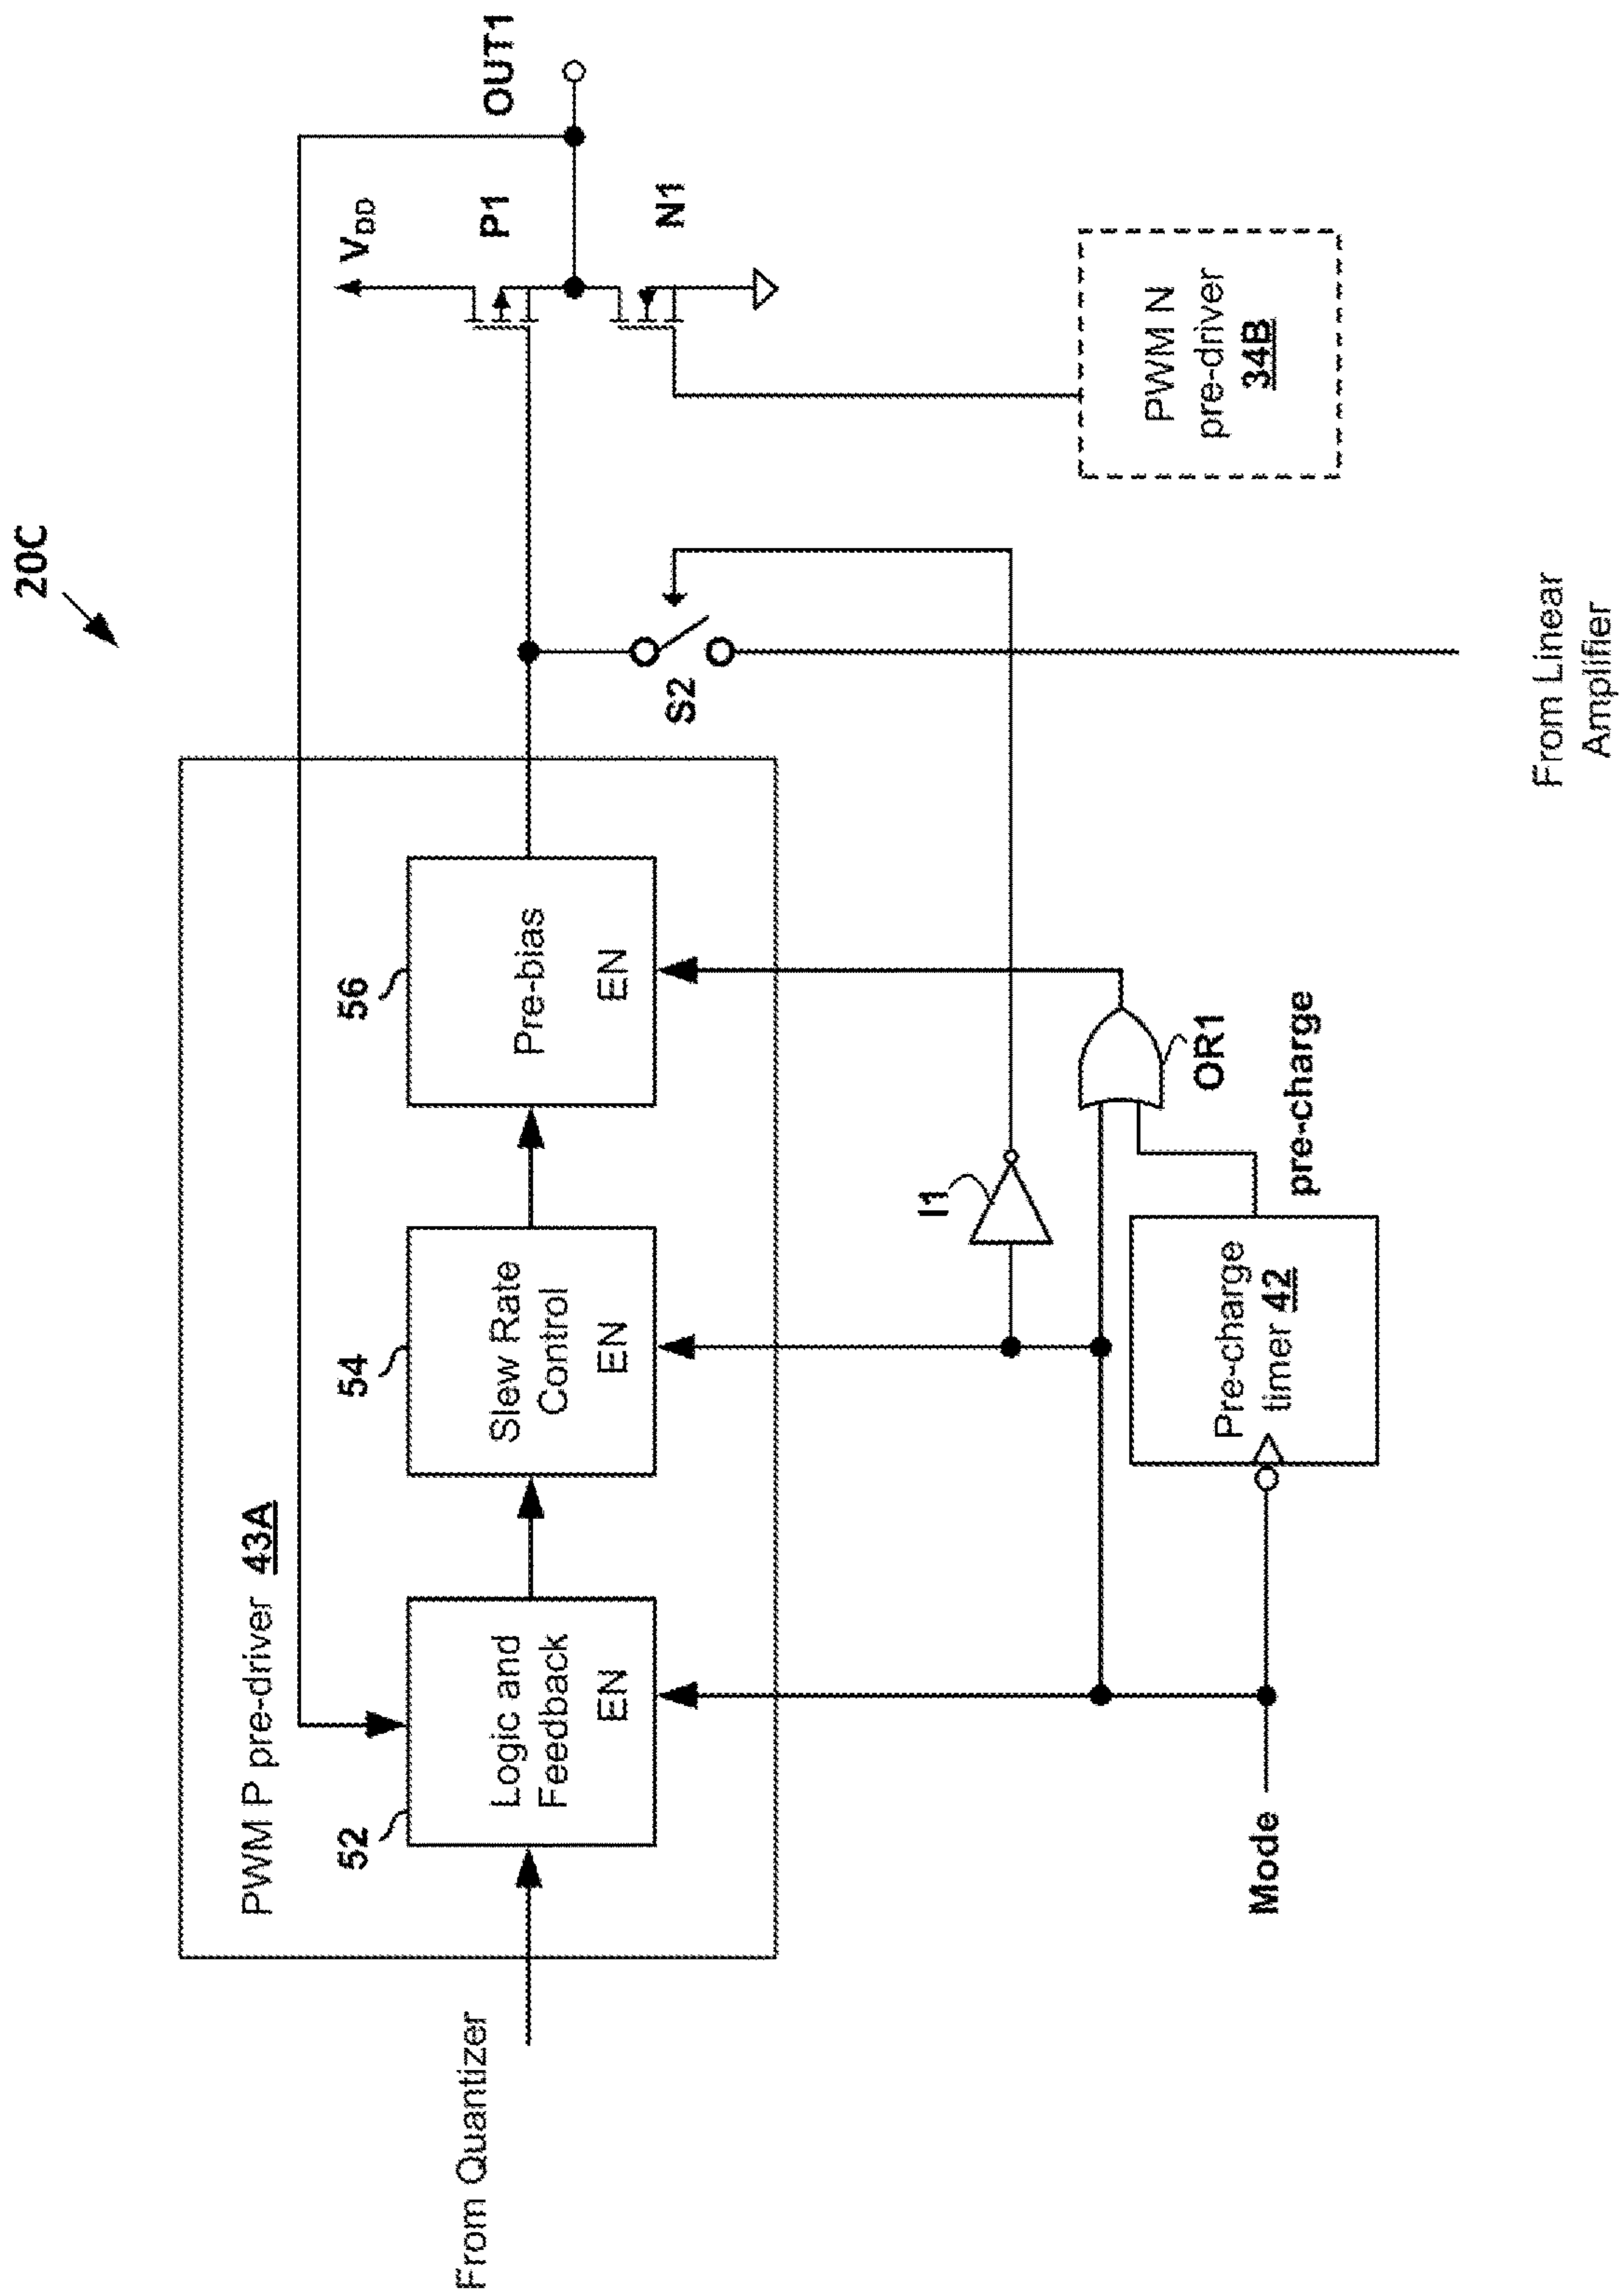 20C
PWM P pre-driver 43A
OUT1
V_DD
P1
N1
52
Logic and
Feedback
EN
54
Slew Rate
Control
EN
56
Pre-bias
EN
From Quantizer
S2
I1
OR1
pre-charge
Pre-charge
timer 42
Mode
PWM N
pre-driver
34B
From Linear
Amplifier